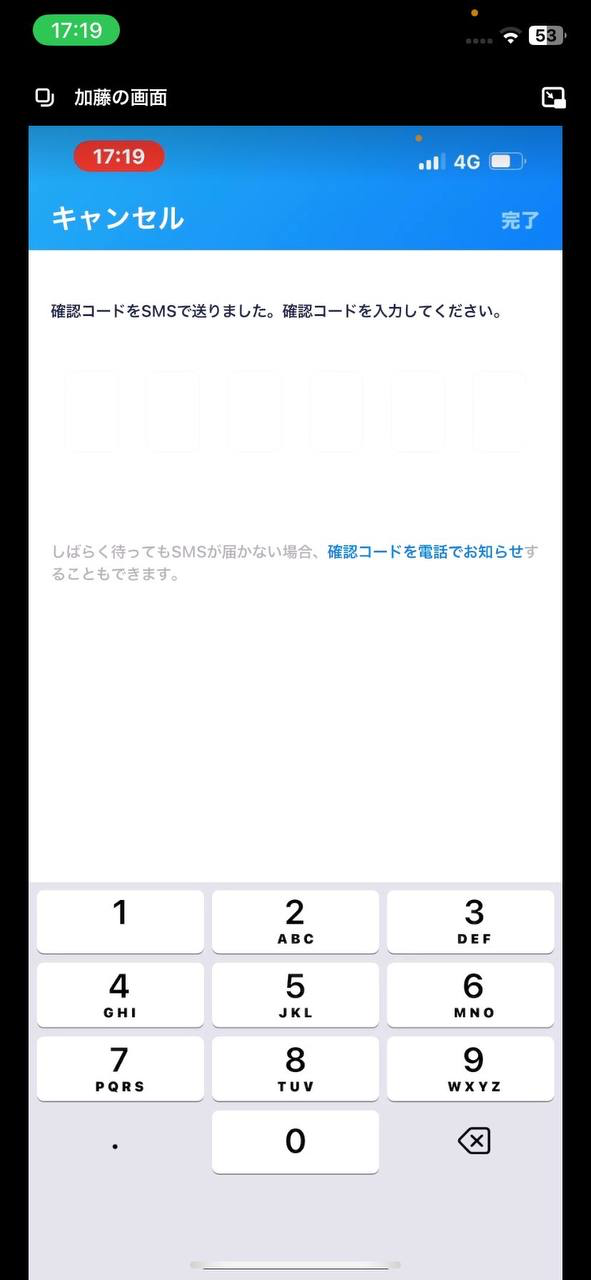 17:19
53
加藤の画面
17:19
4G
キャンセル
完了
確認コードをSMSで送りました。確認コードを入力してください。
しばらく待ってもSMSが届かない場合、確認コードを電話でお知らせす
ることもできます。
1
2
ABC
3
DEF
4
GHI
5
JKL
6
MNO
7
PQRS
8
TUV
9
WXYZ
.
0